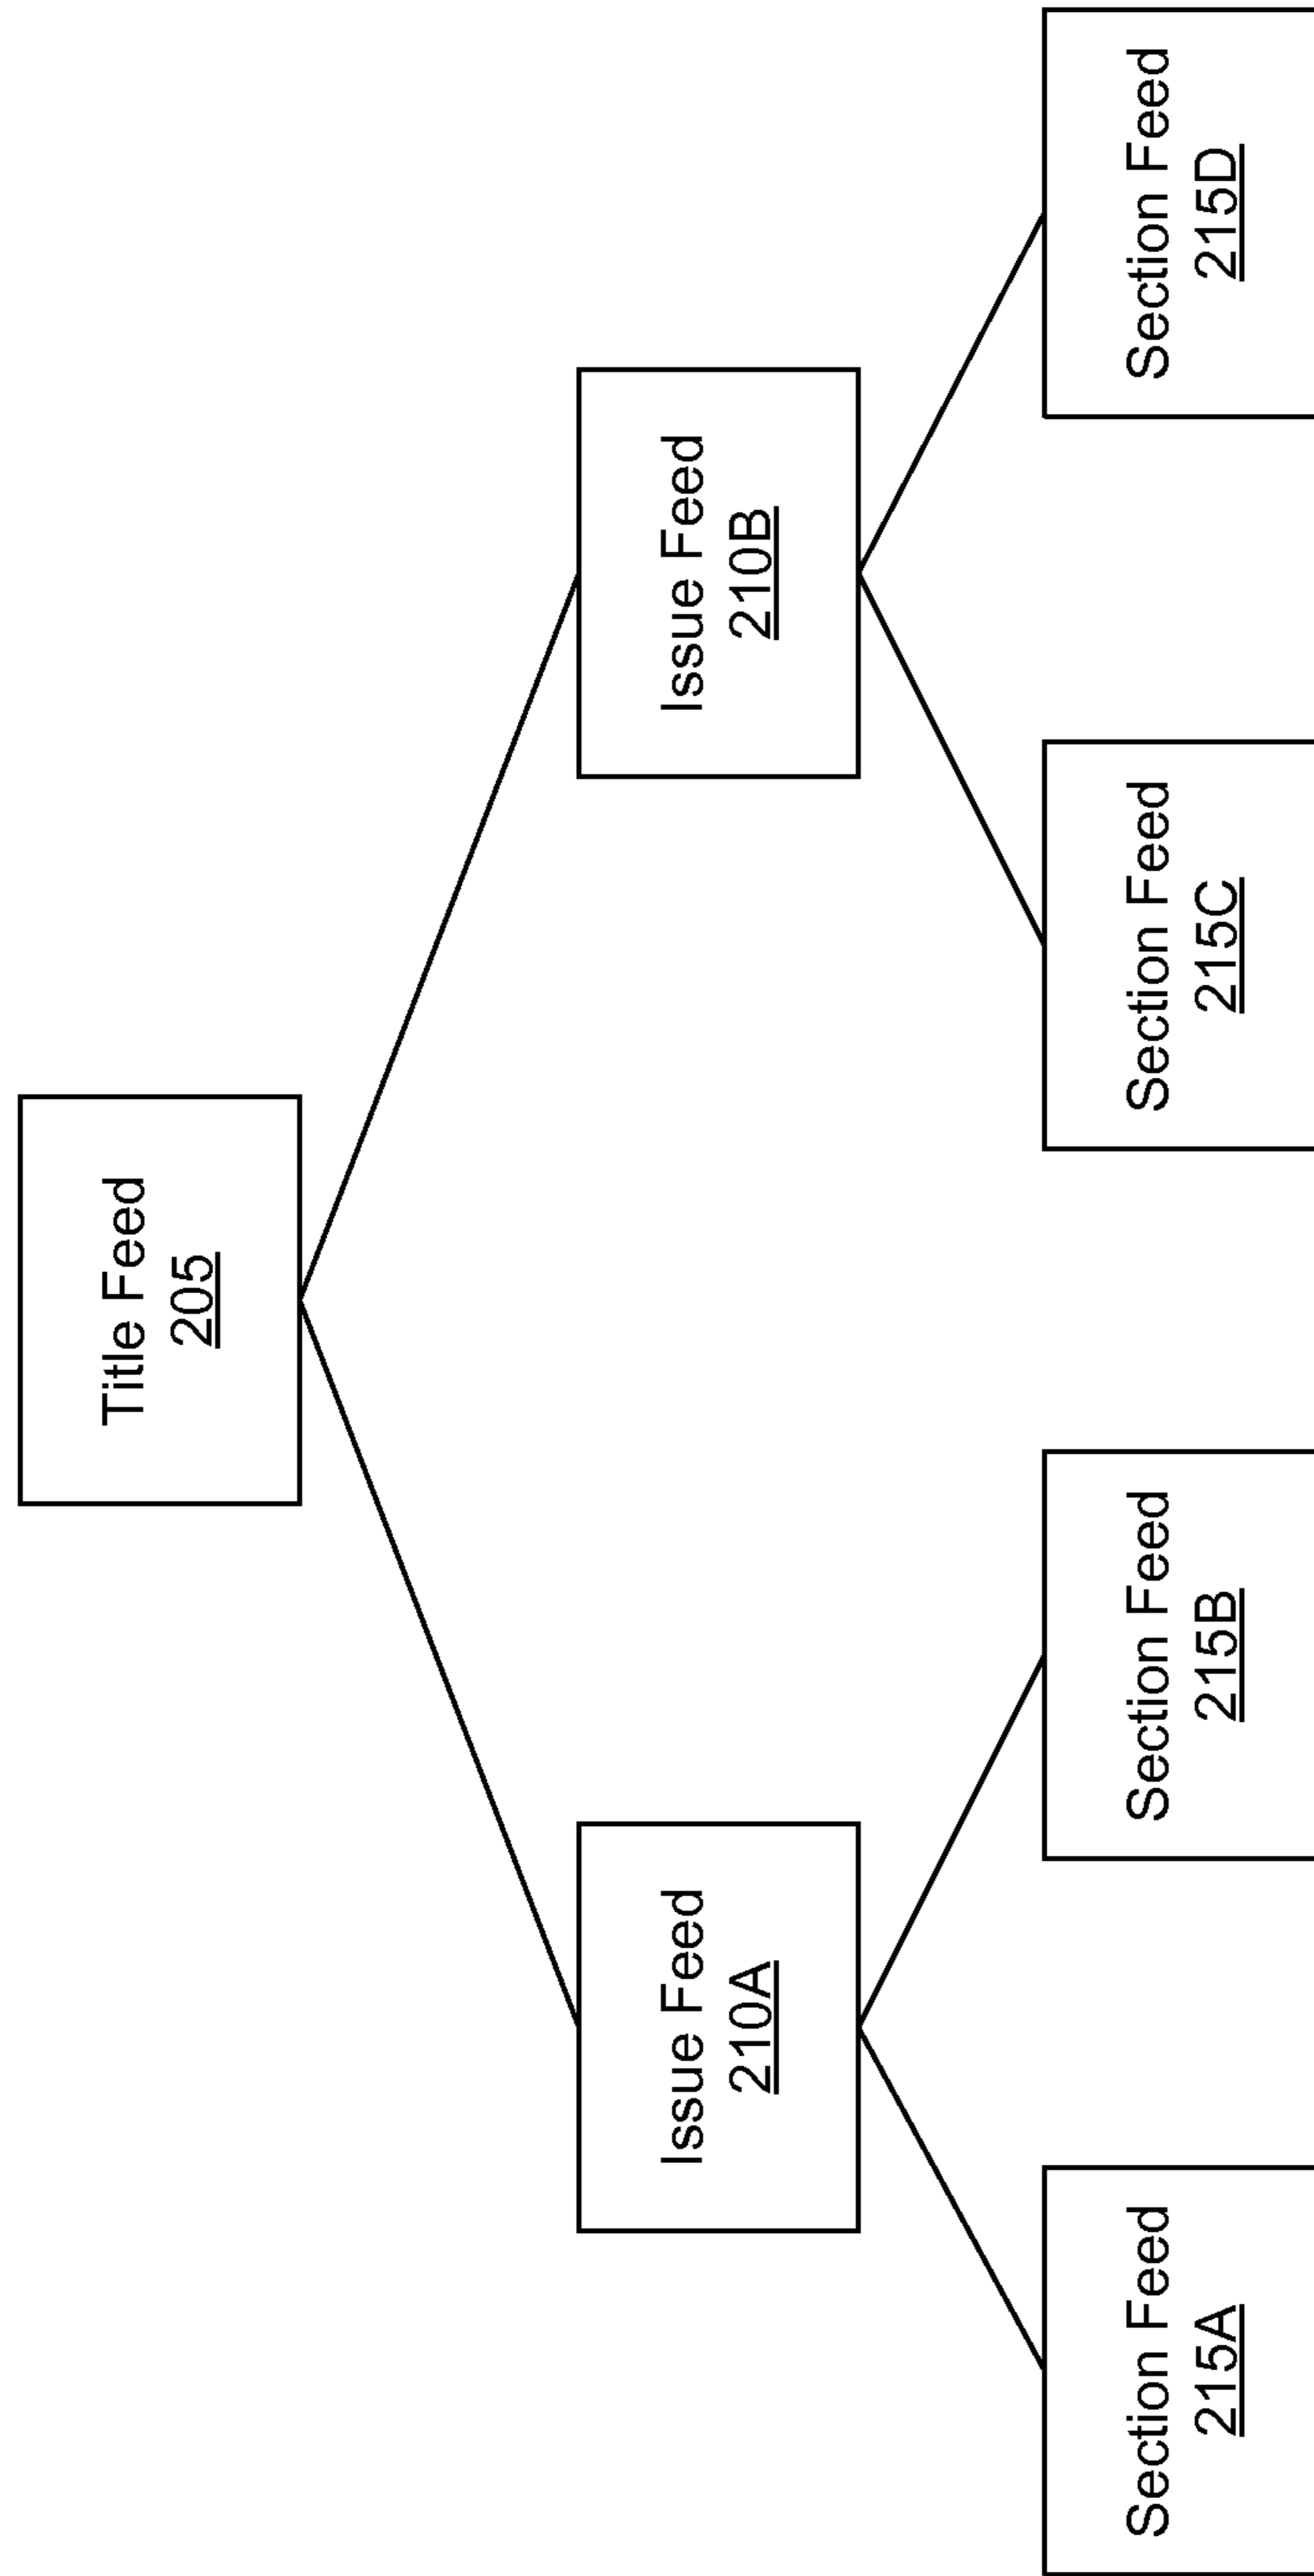 Title Feed
205
Issue Feed
210A
Issue Feed
210B
Section Feed
215A
Section Feed
215B
Section Feed
215C
Section Feed
215D